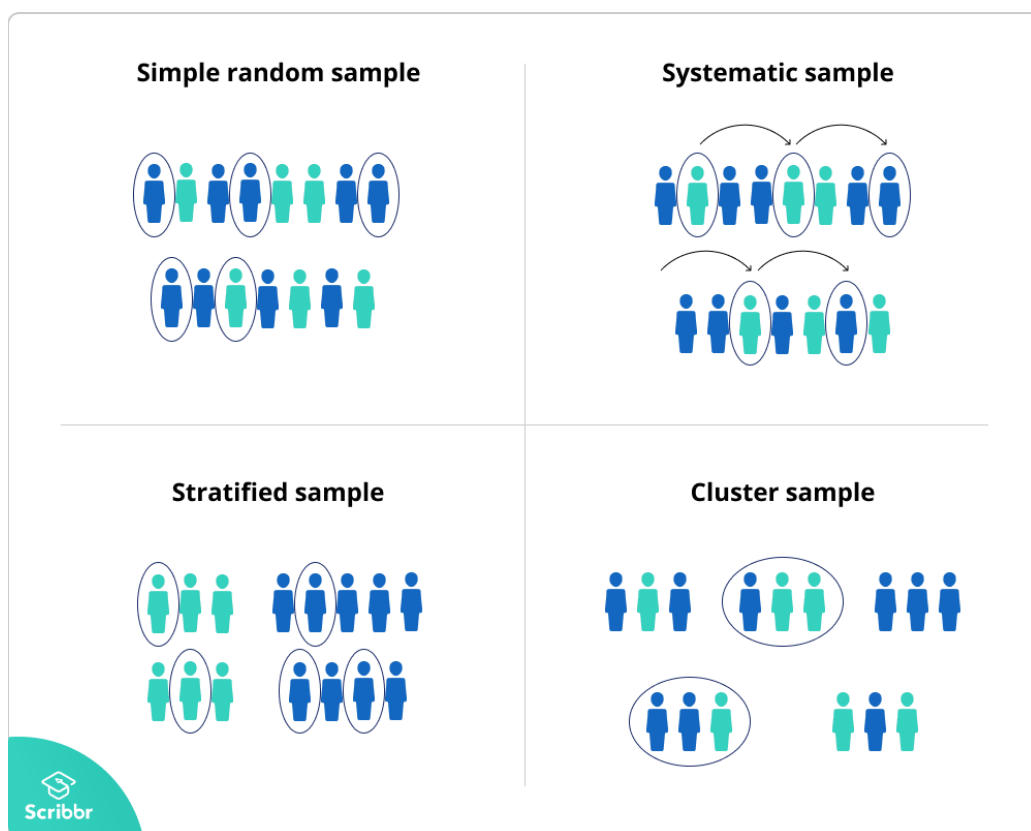 Simple random sample
Systematic sample
Stratified sample
Cluster sample
Scribbr